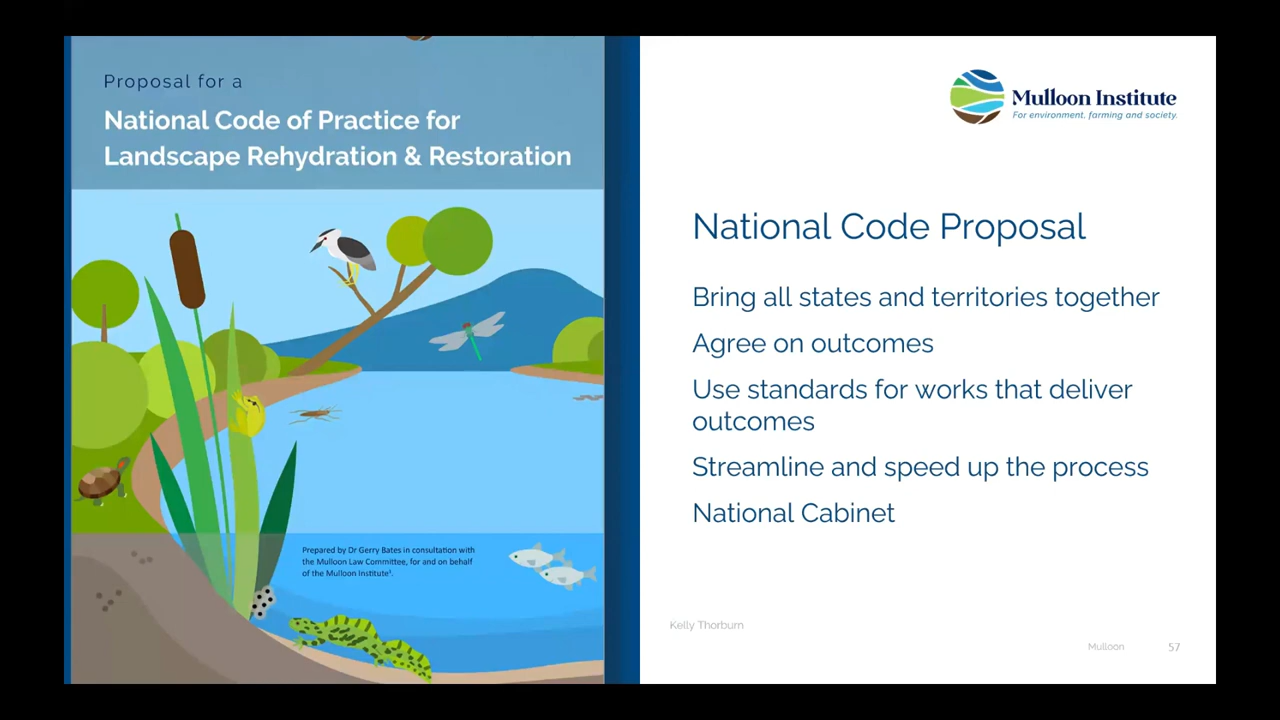 Proposal for a
National Code of Practice for
Landscape Rehydration & Restoration
Prepared by Dr Gerry Bates in consultation with
the Mulloon Law Committee, for and on behalf
of the Mulloon Institute¹.
Mulloon Institute
For environment, farming and society.
National Code Proposal
Bring all states and territories together
Agree on outcomes
Use standards for works that deliver
outcomes
Streamline and speed up the process
National Cabinet
Kelly Thorburn
Mulloon
57